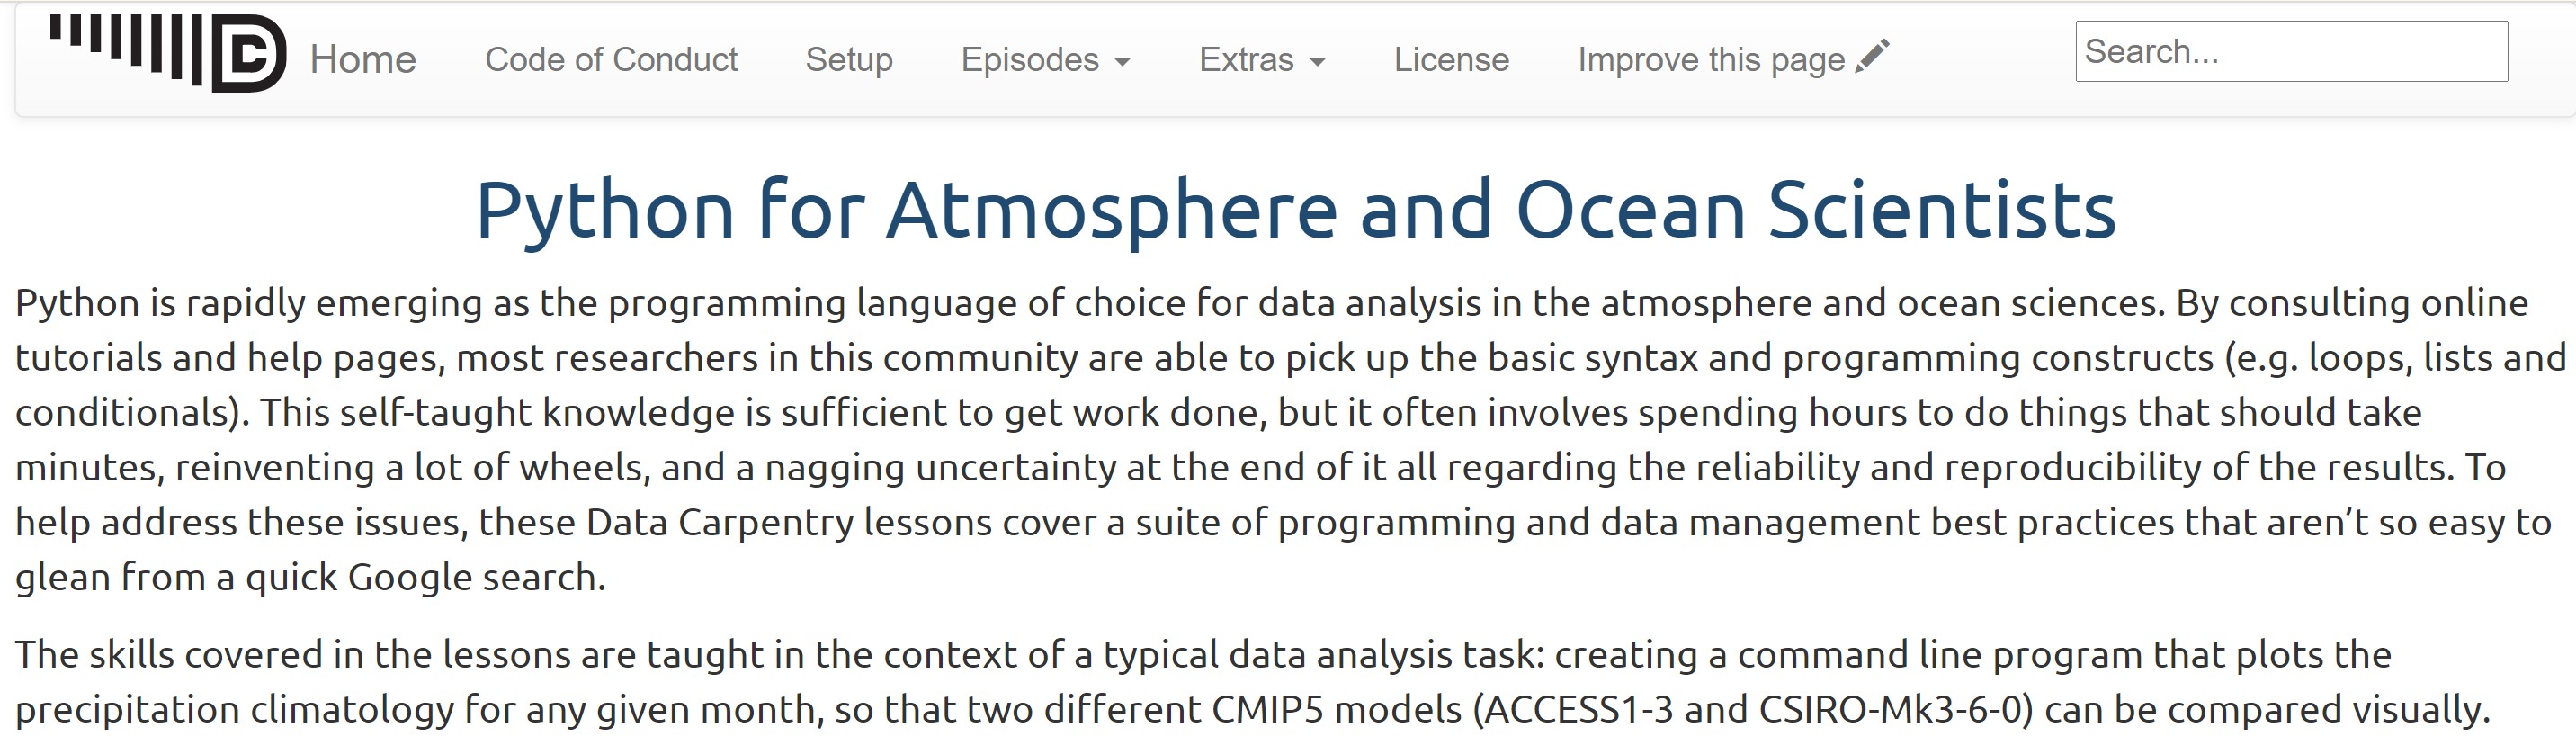 Home Code of Conduct Setup Episodes Extras License Improve this page Search...
Python for Atmosphere and Ocean Scientists
Python is rapidly emerging as the programming language of choice for data analysis in the atmosphere and ocean sciences. By consulting online
tutorials and help pages, most researchers in this community are able to pick up the basic syntax and programming constructs (e.g. loops, lists and
conditionals). This self-taught knowledge is sufficient to get work done, but it often involves spending hours to do things that should take
minutes, reinventing a lot of wheels, and a nagging uncertainty at the end of it all regarding the reliability and reproducibility of the results. To
help address these issues, these Data Carpentry lessons cover a suite of programming and data management best practices that aren’t so easy to
glean from a quick Google search.
The skills covered in the lessons are taught in the context of a typical data analysis task: creating a command line program that plots the
precipitation climatology for any given month, so that two different CMIP5 models (ACCESS1-3 and CSIRO-Mk3-6-0) can be compared visually.